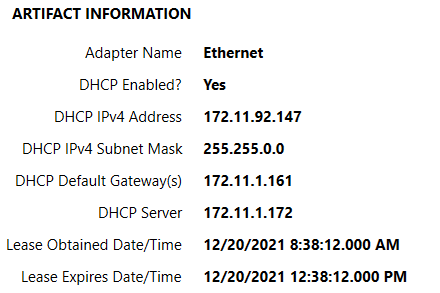 ARTIFACT INFORMATION
Adapter Name Ethernet
DHCP Enabled? Yes
DHCP IPv4 Address 172.11.92.147
DHCP IPv4 Subnet Mask 255.255.0.0
DHCP Default Gateway(s) 172.11.1.161
DHCP Server 172.11.1.172
Lease Obtained Date/Time 12/20/2021 8:38:12.000 AM
Lease Expires Date/Time 12/20/2021 12:38:12.000 PM